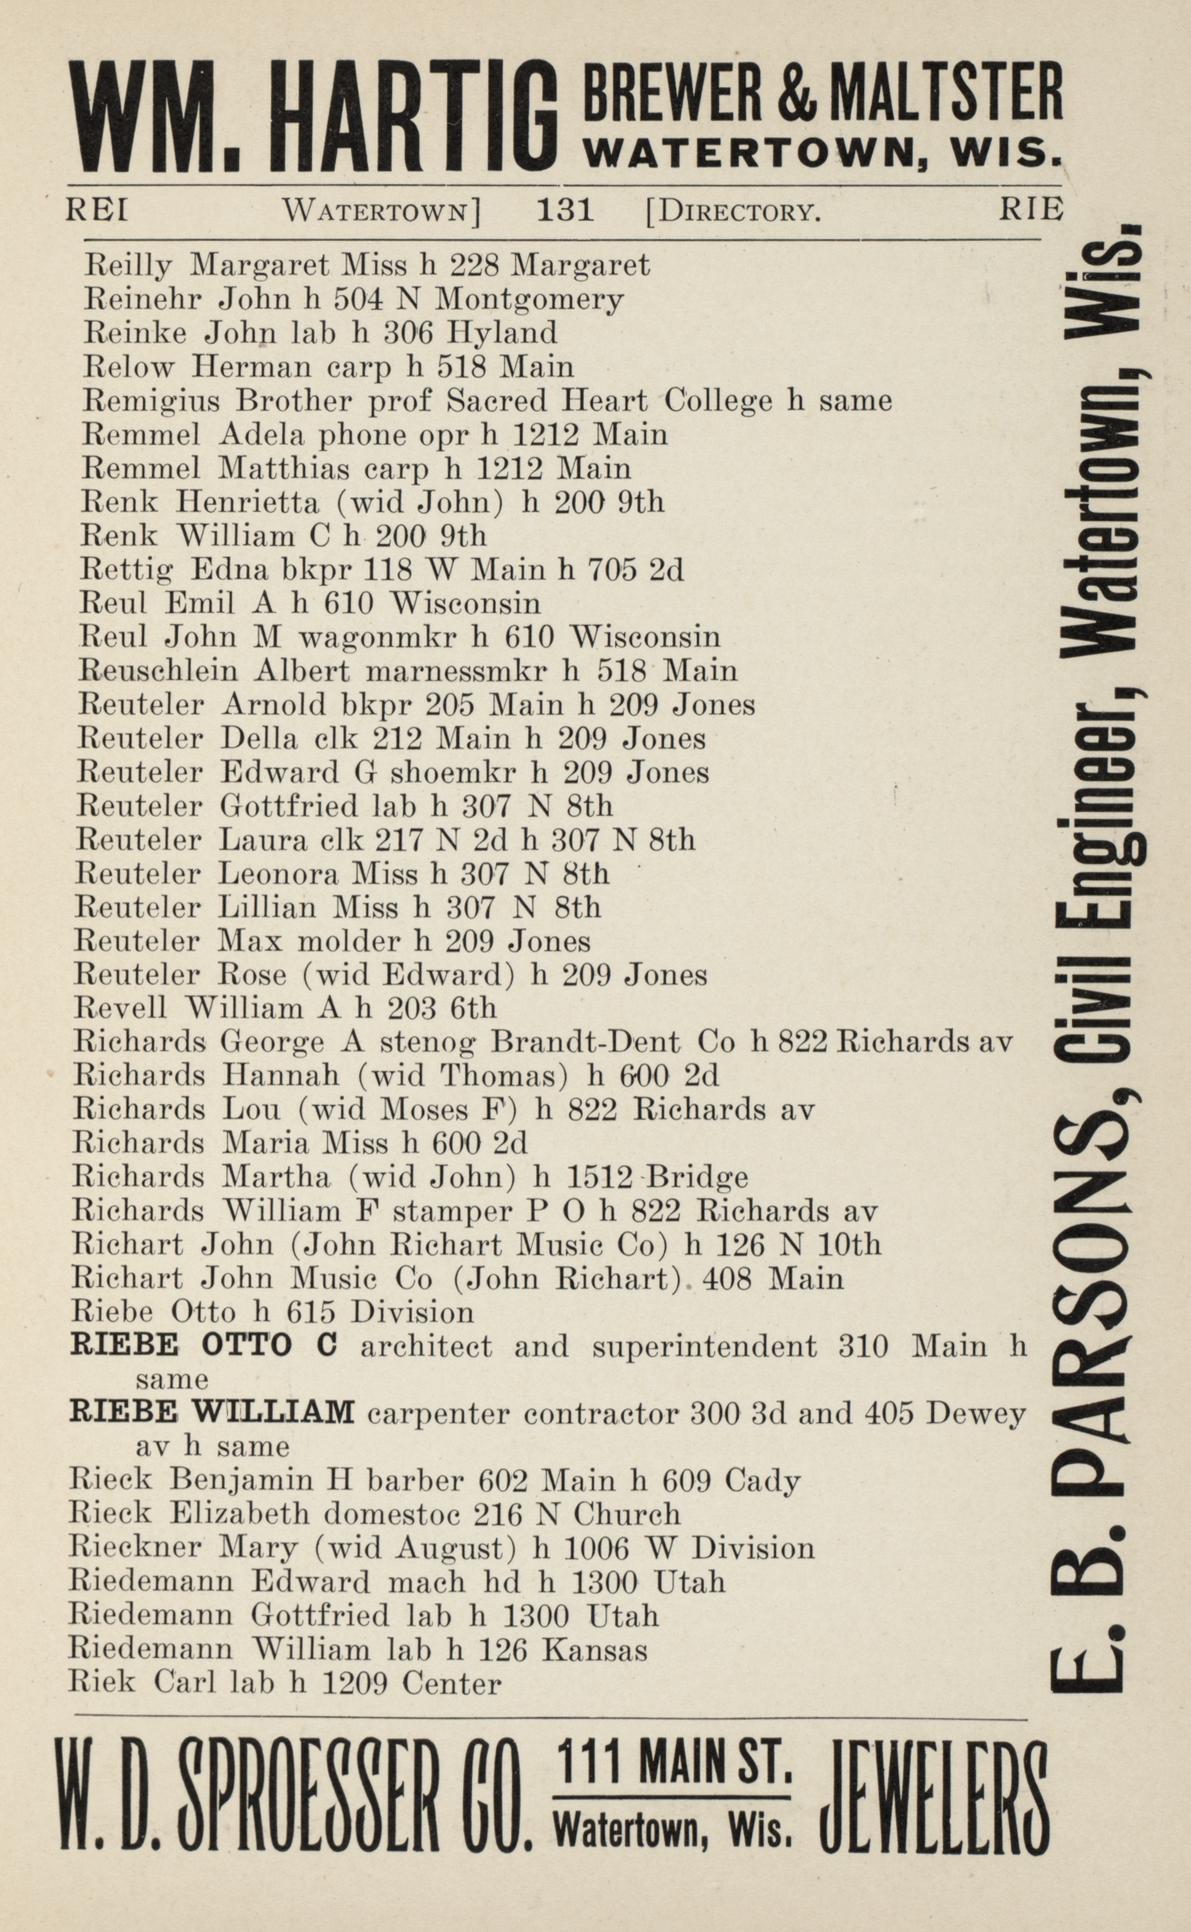 WM. HARTIG BREWER & MALTSTER
WATERTOWN, WIS.
REI WATERTOWN] 131 [DIRECTORY. RIE
Reilly Margaret Miss h 228 Margaret
Reinehr John h 504 N Montgomery
Reinke John lab h 306 Hyland
Relow Herman carp h 518 Main
Remigius Brother prof Sacred Heart College h same
Remmel Adela phone opr h 1212 Main
Remmel Matthias carp h 1212 Main
Renk Henrietta (wid John) h 200 9th
Renk William C h 200 9th
Rettig Edna bkpr 118 W Main h 705 2d
Reul Emil A h 610 Wisconsin
Reul John M wagonmkr h 610 Wisconsin
Reuschlein Albert marnessmkr h 518 Main
Reuteler Arnold bkpr 205 Main h 209 Jones
Reuteler Della clk 212 Main h 209 Jones
Reuteler Edward G shoemkr h 209 Jones
Reuteler Gottfried lab h 307 N 8th
Reuteler Laura clk 217 N 2d h 307 N 8th
Reuteler Leonora Miss h 307 N 8th
Reuteler Lillian Miss h 307 N 8th
Reuteler Max molder h 209 Jones
Reuteler Rose (wid Edward) h 209 Jones
Revell William A h 203 6th
Richards George A stenog Brandt-Dent Co h 822 Richards av
Richards Hannah (wid Thomas) h 600 2d
Richards Lou (wid Moses F) h 822 Richards av
Richards Maria Miss h 600 2d
Richards Martha (wid John) h 1512 Bridge
Richards William F stamper P O h 822 Richards av
Richart John (John Richart Music Co) h 126 N 10th
Richart John Music Co (John Richart). 408 Main
Riebe Otto h 615 Division
RIEBE OTTO C architect and superintendent 310 Main h
same
RIEBE WILLIAM carpenter contractor 300 3d and 405 Dewey
av h same
Rieck Benjamin H barber 602 Main h 609 Cady
Rieck Elizabeth domestoc 216 N Church
Rieckner Mary (wid August) h 1006 W Division
Riedemann Edward mach hd h 1300 Utah
Riedemann Gottfried lab h 1300 Utah
Riedemann William lab h 126 Kansas
Riek Carl lab h 1209 Center
E. B. PARSONS, Civil Engineer, Watertown, Wis.
W. D. SPROESSER CO. 111 MAIN ST. JEWELERS
Watertown, Wis.